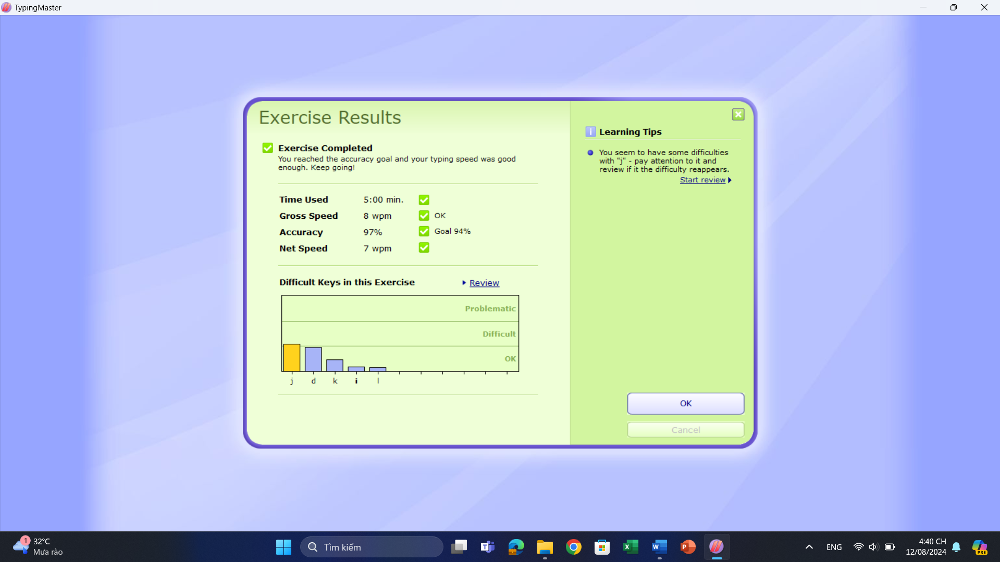 TypingMaster
Exercise Results
Exercise Completed
You reached the accuracy goal and your typing speed was good
enough. Keep going!
Time Used 5:00 min.
Gross Speed 8 wpm OK
Accuracy 97% Goal 94%
Net Speed 7 wpm
Difficult Keys in this Exercise Review
Problematic
Difficult
OK
j d k i l
Learning Tips
You seem to have some difficulties
with "j" - pay attention to it and
review if it the difficulty reappears.
Start review
OK
Cancel
1
32°C
Mưa rào
Tìm kiếm
ENG
4:40 CH
12/08/2024
PRE